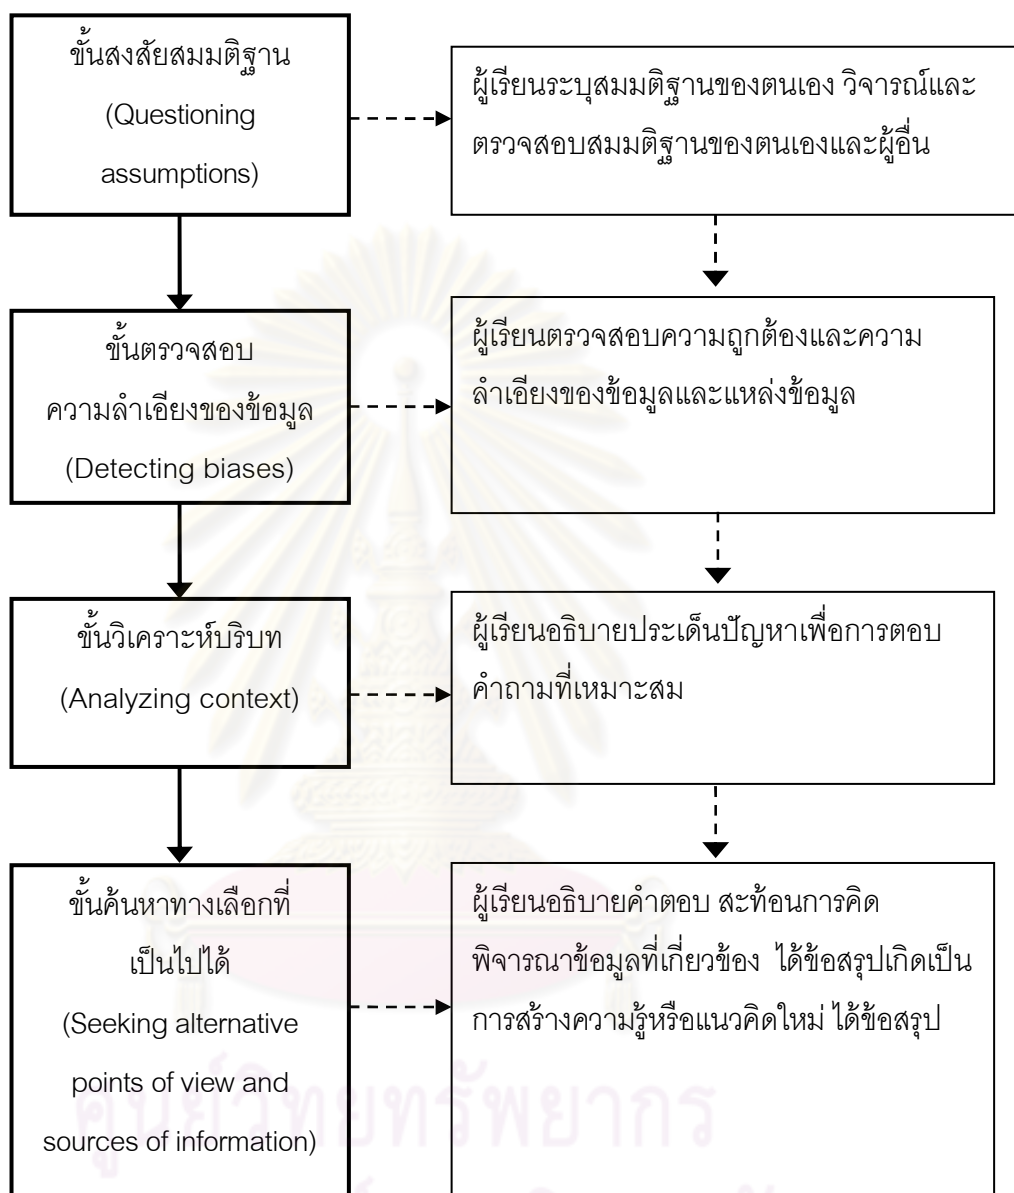 ขั้นสงสัยสมมติฐาน
(Questioning
assumptions)
ผู้เรียนระบุสมมติฐานของตนเอง วิจารณ์และ
ตรวจสอบสมมติฐานของตนเองและผู้อื่น
ขั้นตรวจสอบ
ความลำเอียงของข้อมูล
(Detecting biases)
ผู้เรียนตรวจสอบความถูกต้องและความ
ลำเอียงของข้อมูลและแหล่งข้อมูล
ขั้นวิเคราะห์บริบท
(Analyzing context)
ผู้เรียนอธิบายประเด็นปัญหาเพื่อการตอบ
คำถามที่เหมาะสม
ขั้นค้นหาทางเลือกที่
เป็นไปได้
(Seeking alternative
points of view and
sources of information)
ผู้เรียนอธิบายคำตอบ สะท้อนการคิด
พิจารณาข้อมูลที่เกี่ยวข้อง ได้ข้อสรุปเกิดเป็น
การสร้างความรู้หรือแนวคิดใหม่ ได้ข้อสรุป
ศูนย์วิทยทรัพยากร